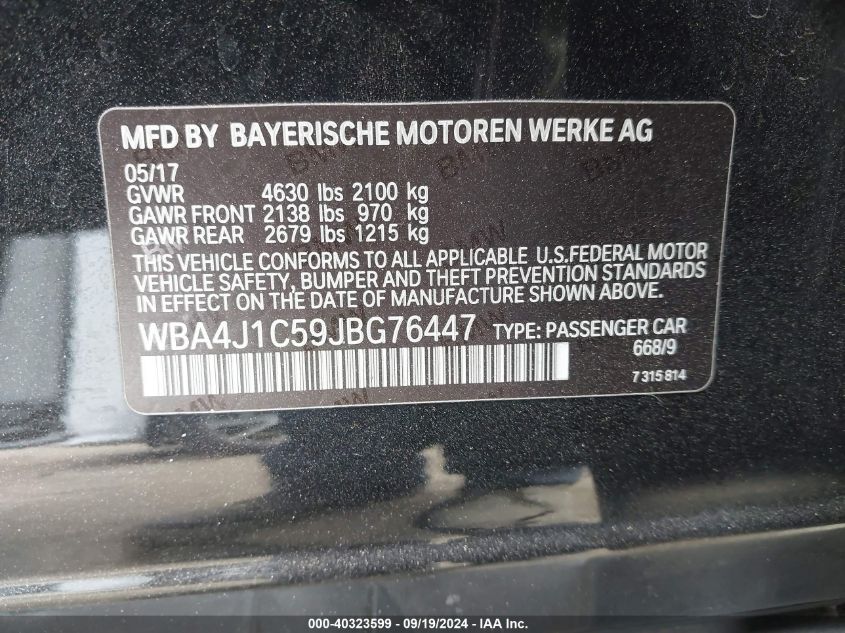 MFD BY BAYERISCHE MOTOREN WERKE AG
05/17
GVWR 4630 lbs 2100 kg
GAWR FRONT 2138 lbs 970 kg
GAWR REAR 2679 lbs 1215 kg
THIS VEHICLE CONFORMS TO ALL APPLICABLE U.S.FEDERAL MOTOR
VEHICLE SAFETY, BUMPER AND THEFT PREVENTION STANDARDS
IN EFFECT ON THE DATE OF MANUFACTURE SHOWN ABOVE.
WBA4J1C59JBG76447 TYPE: PASSENGER CAR
668/9
7 315 814
000-40323599 - 09/19/2024 - IAA Inc.